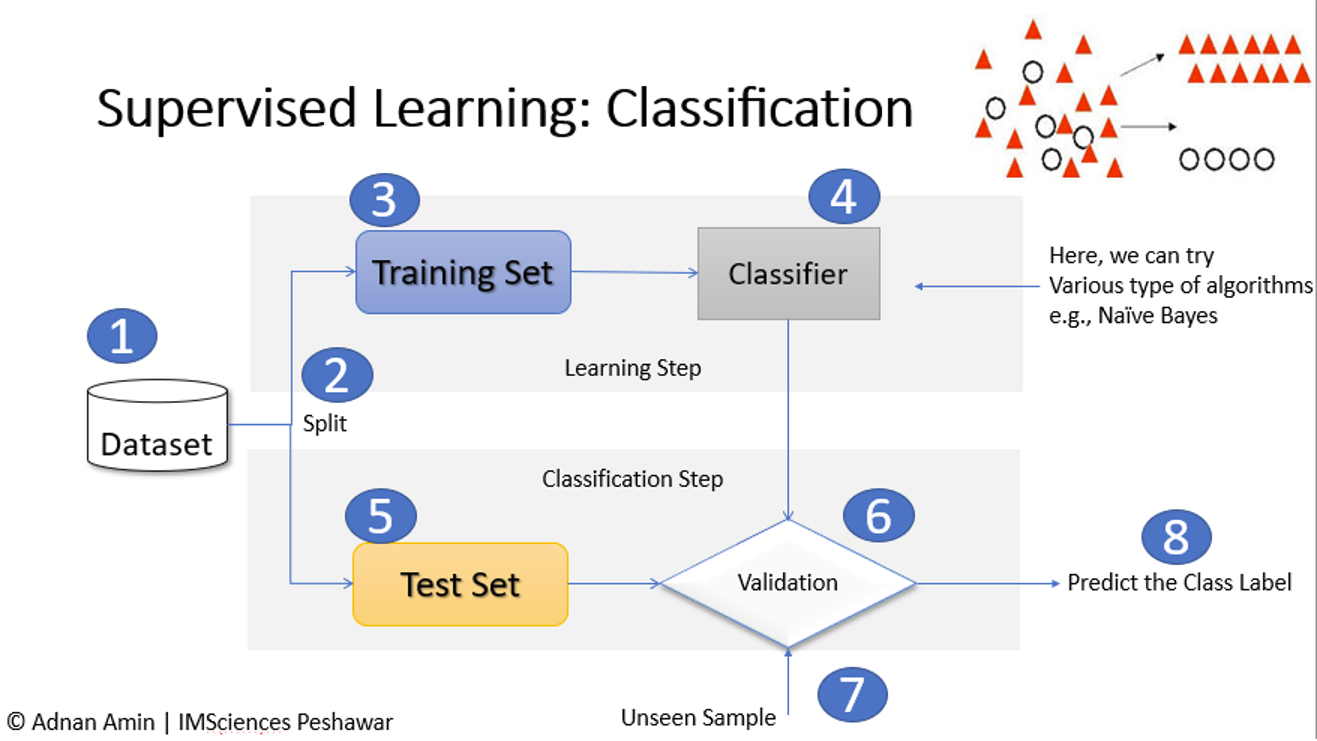 Supervised Learning: Classification
3
4
Training Set
Classifier
Here, we can try
Various type of algorithms
e.g., Naïve Bayes
1
2
Learning Step
Split
Dataset
Classification Step
5
6
8
Test Set
Validation
Predict the Class Label
7
Unseen Sample
© Adnan Amin | IMSciences Peshawar